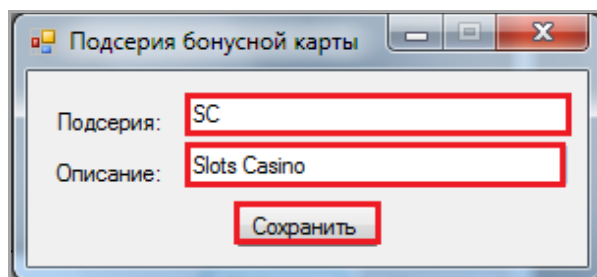 Подсерия бонусной карты
Подсерия: SC
Описание: Slots Casino
Сохранить